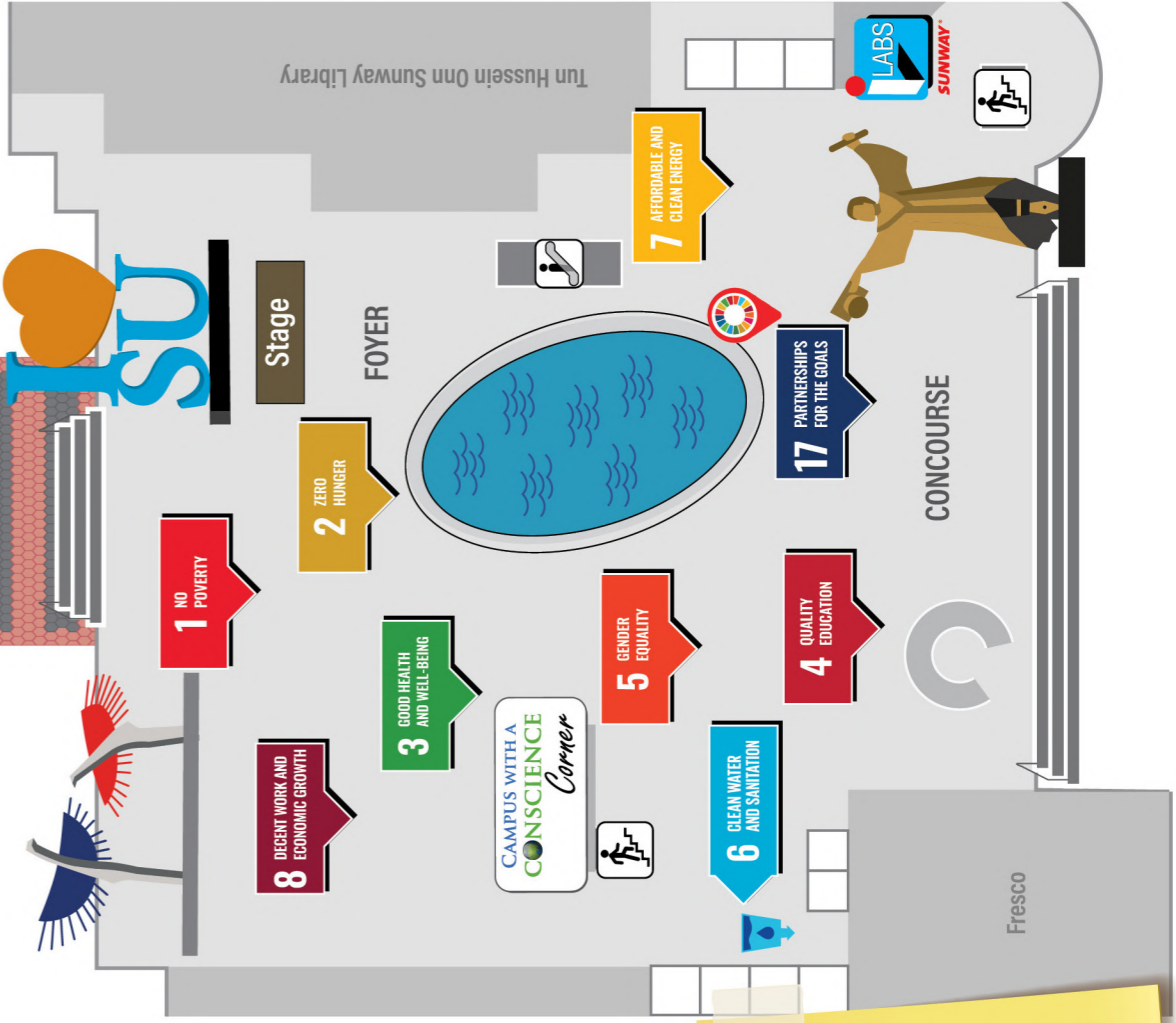 Tun Hussein Onn Sunway Library
LABS
SUNWAY
7 AFFORDABLE AND
CLEAN ENERGY
I
SU
Stage
FOYER
2 ZERO
HUNGER
17 PARTNERSHIPS
FOR THE GOALS
CONCOURSE
1 NO
POVERTY
3 GOOD HEALTH
AND WELL-BEING
5 GENDER
EQUALITY
4 QUALITY
EDUCATION
8 DECENT WORK AND
ECONOMIC GROWTH
CAMPUS WITH A
CONSCIENCE
Corner
6 CLEAN WATER
AND SANITATION
Fresco